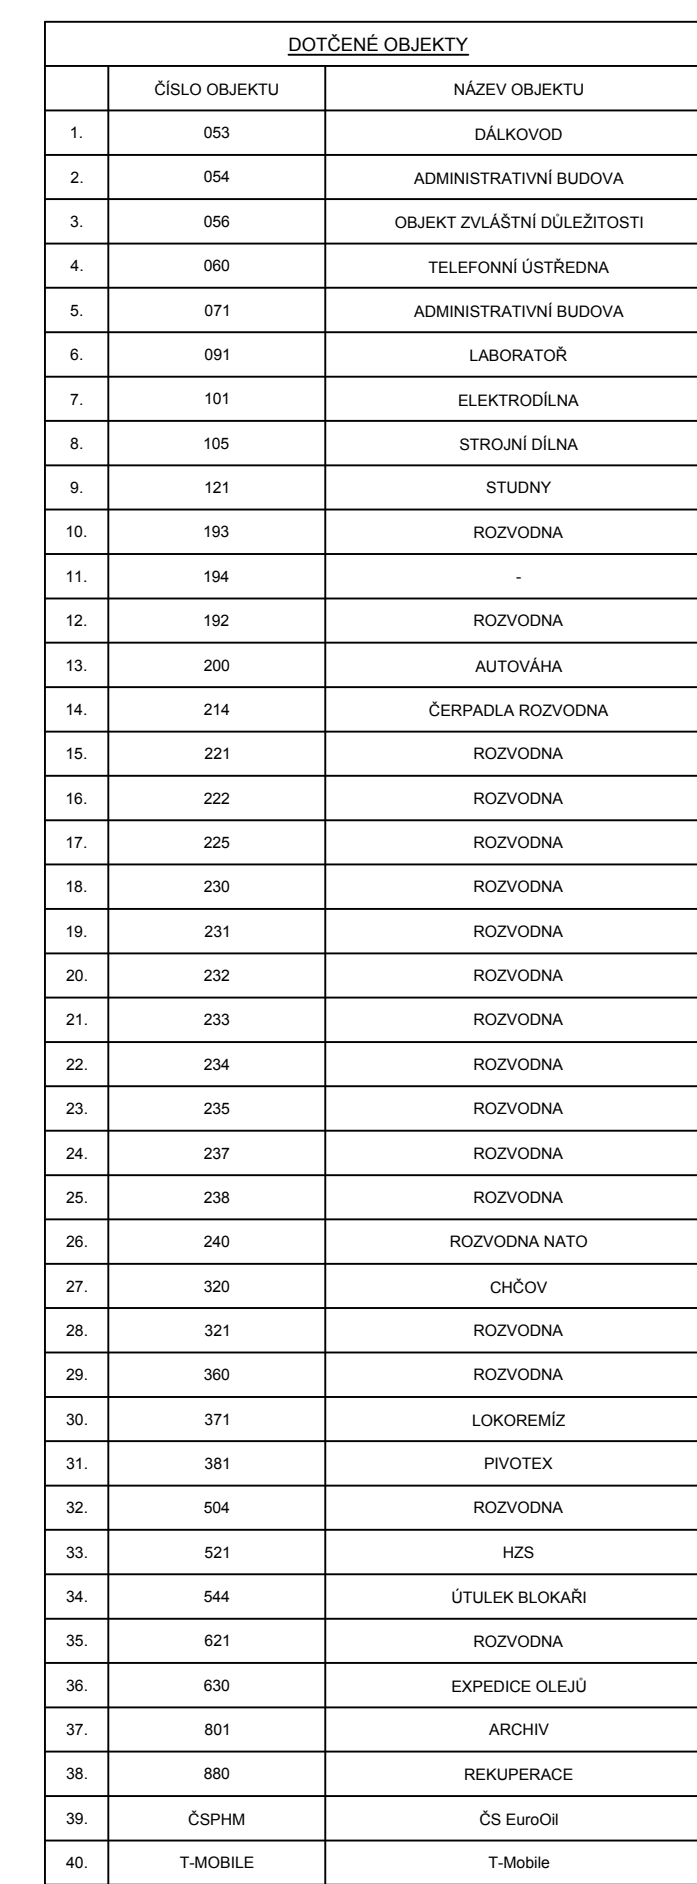 DOTČENÉ OBJEKTY
ČÍSLO OBJEKTU NÁZEV OBJEKTU
1. 053 DÁLKOVOD
2. 054 ADMINISTRATIVNÍ BUDOVA
3. 056 OBJEKT ZVLÁŠTNÍ DŮLEŽITOSTI
4. 060 TELEFONNÍ ÚSTŘEDNA
5. 071 ADMINISTRATIVNÍ BUDOVA
6. 091 LABORATOŘ
7. 101 ELEKTRODÍLNA
8. 105 STROJNÍ DÍLNA
9. 121 STUDNY
10. 193 ROZVODNA
11. 194 -
12. 192 ROZVODNA
13. 200 AUTOVÁHA
14. 214 ČERPADLA ROZVODNA
15. 221 ROZVODNA
16. 222 ROZVODNA
17. 225 ROZVODNA
18. 230 ROZVODNA
19. 231 ROZVODNA
20. 232 ROZVODNA
21. 233 ROZVODNA
22. 234 ROZVODNA
23. 235 ROZVODNA
24. 237 ROZVODNA
25. 238 ROZVODNA
26. 240 ROZVODNA NATO
27. 320 CHČOV
28. 321 ROZVODNA
29. 360 ROZVODNA
30. 371 LOKOREMÍZ
31. 381 PIVOTEX
32. 504 ROZVODNA
33. 521 HZS
34. 544 ÚTULEK BLOKAŘI
35. 621 ROZVODNA
36. 630 EXPEDICE OLEJŮ
37. 801 ARCHIV
38. 880 REKUPERACE
39. ČSPHM ČS EuroOil
40. T-MOBILE T-Mobile